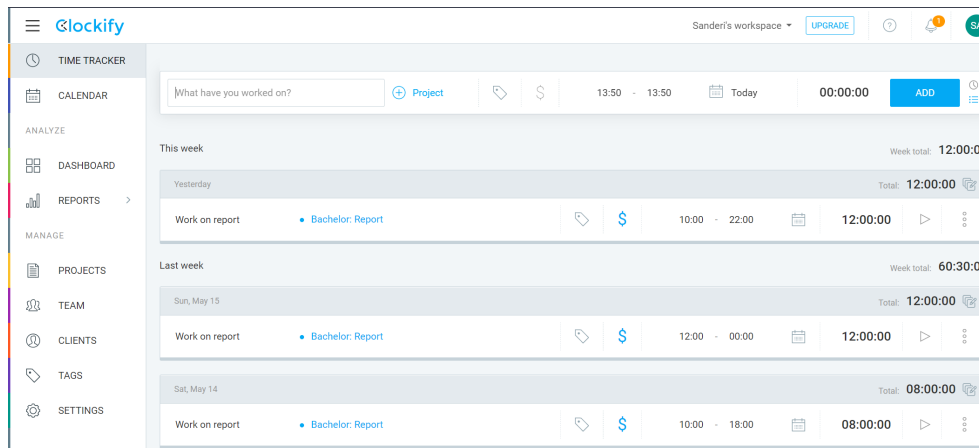 Clockify
Sanderi's workspace UPGRADE ? 1
TIME TRACKER
CALENDAR
ANALYZE
DASHBOARD
REPORTS
MANAGE
PROJECTS
TEAM
CLIENTS
TAGS
SETTINGS
What have you worked on? Project $ 13:50 - 13:50 Today 00:00:00 ADD
This week Week total: 12:00:0
Yesterday Total: 12:00:00
Work on report • Bachelor: Report $ 10:00 - 22:00 12:00:00
Last week Week total: 60:30:0
Sun, May 15 Total: 12:00:00
Work on report • Bachelor: Report $ 12:00 - 00:00 12:00:00
Sat, May 14 Total: 08:00:00
Work on report • Bachelor: Report $ 10:00 - 18:00 08:00:00